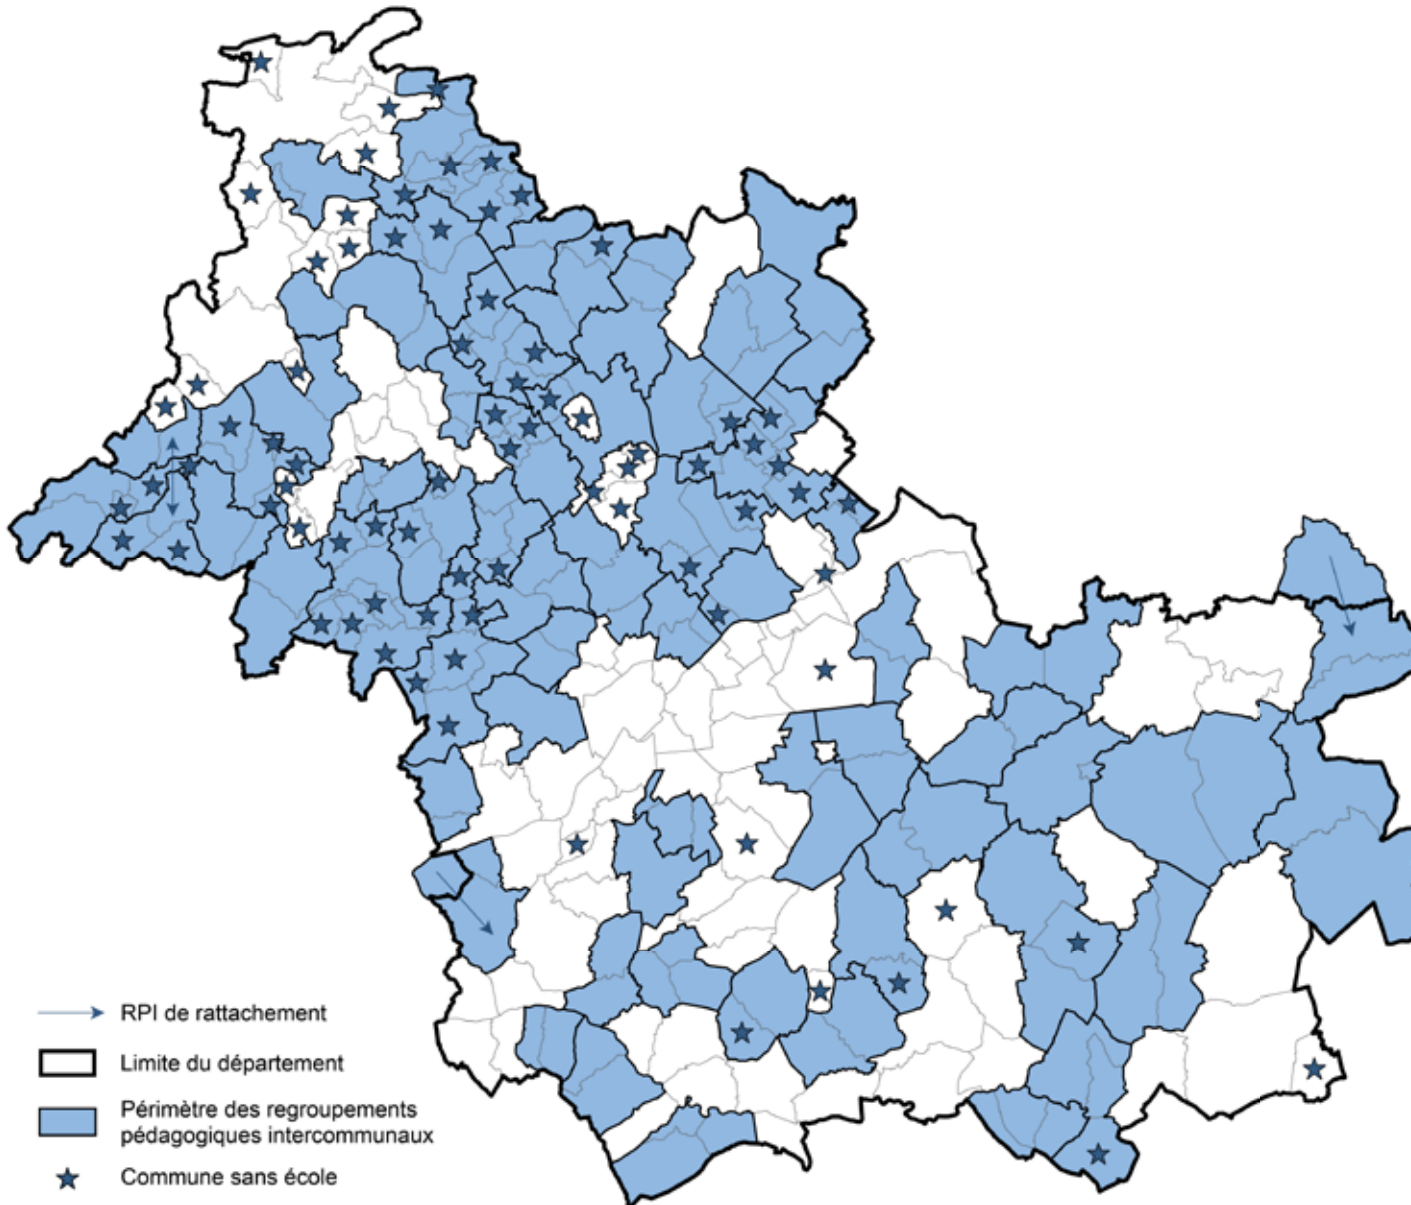 RPI de rattachement
Limite du département
Périmètre des regroupements
pédagogiques intercommunaux
Commune sans école